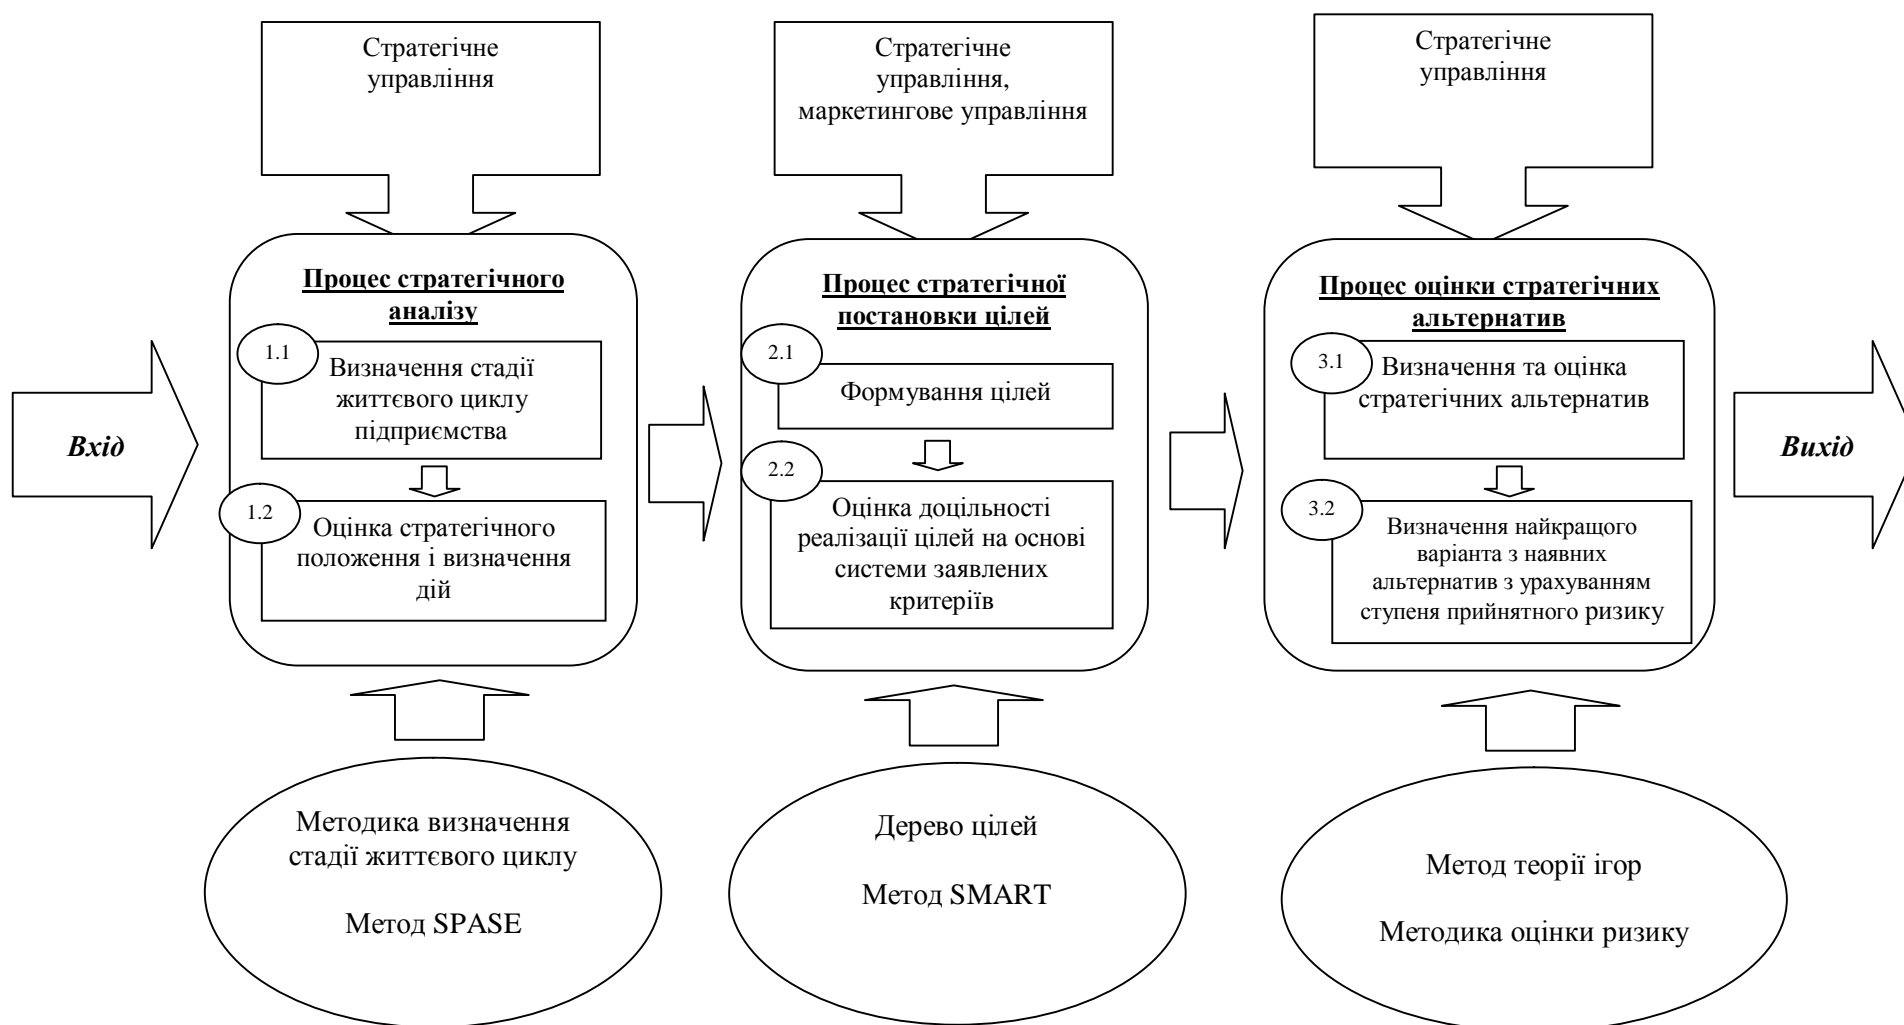 Стратегічне
управління
Стратегічне
управління,
маркетингове управління
Стратегічне
управління
Вхід
Процес стратегічного
аналізу
1.1
Визначення стадії
життєвого циклу
підприємства
1.2
Оцінка стратегічного
положення і визначення
дій
Процес стратегічної
постановки цілей
2.1
Формування цілей
2.2
Оцінка доцільності
реалізації цілей на основі
системи заявлених
критеріїв
Процес оцінки стратегічних
альтернатив
3.1
Визначення та оцінка
стратегічних альтернатив
3.2
Визначення найкращого
варіанта з наявних
альтернатив з урахуванням
ступеня прийнятного ризику
Вихід
Методика визначення
стадії життєвого циклу
Метод SPASE
Дерево цілей
Метод SMART
Метод теорії ігор
Методика оцінки ризику